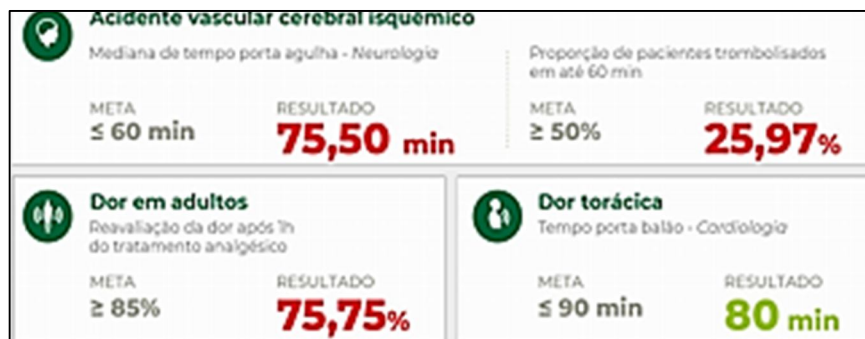 Acidente vascular cerebral isquêmico
Mediana de tempo porta agulha - Neurologia
META
≤ 60 min
RESULTADO
75,50 min
Proporção de pacientes trombolisados
em até 60 min
META
≥ 50%
RESULTADO
25,97%
Dor em adultos
Reavaliação da dor após 1h
do tratamento analgésico
META
≥ 85%
RESULTADO
75,75%
Dor torácica
Tempo porta balão - Cardiologia
META
≤ 90 min
RESULTADO
80 min